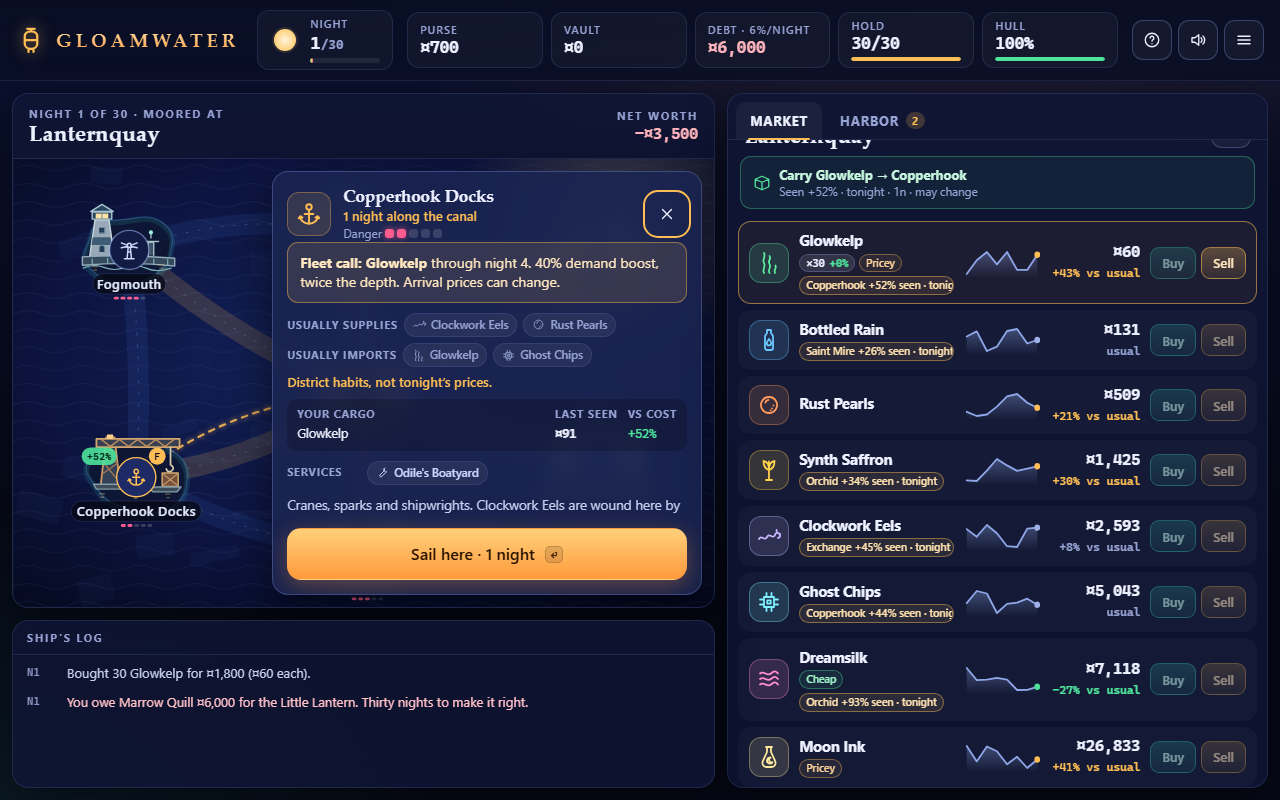 GLOAMWATER
NIGHT
1/30
PURSE
¤700
VAULT
¤0
DEBT · 6%/NIGHT
¤6,000
HOLD
30/30
HULL
100%
NIGHT 1 OF 30 · MOORED AT
Lanternquay
NET WORTH
−¤3,500
Fogmouth
+52%
F
Copperhook Docks
Copperhook Docks
1 night along the canal
Danger
Fleet call: Glowkelp through night 4. 40% demand boost,
twice the depth. Arrival prices can change.
USUALLY SUPPLIES Clockwork Eels Rust Pearls
USUALLY IMPORTS Glowkelp Ghost Chips
District habits, not tonight's prices.
YOUR CARGO LAST SEEN VS COST
Glowkelp ¤91 +52%
SERVICES Odile's Boatyard
Cranes, sparks and shipwrights. Clockwork Eels are wound here by
Sail here · 1 night ↵
SHIP'S LOG
N1 Bought 30 Glowkelp for ¤1,800 (¤60 each).
N1 You owe Marrow Quill ¤6,000 for the Little Lantern. Thirty nights to make it right.
MARKET
HARBOR 2
Lanternquay
Carry Glowkelp → Copperhook
Seen +52% · tonight · 1n · may change
Glowkelp
×30 +0% Pricey
Copperhook +52% seen · tonig
¤60
+43% vs usual
Buy Sell
Bottled Rain
Saint Mire +26% seen · tonight
¤131
usual
Buy Sell
Rust Pearls
¤509
+21% vs usual
Buy Sell
Synth Saffron
Orchid +34% seen · tonight
¤1,425
+30% vs usual
Buy Sell
Clockwork Eels
Exchange +45% seen · tonight
¤2,593
+8% vs usual
Buy Sell
Ghost Chips
Copperhook +44% seen · tonig
¤5,043
usual
Buy Sell
Dreamsilk
Cheap
Orchid +93% seen · tonight
¤7,118
−27% vs usual
Buy Sell
Moon Ink
Pricey
¤26,833
+41% vs usual
Buy Sell